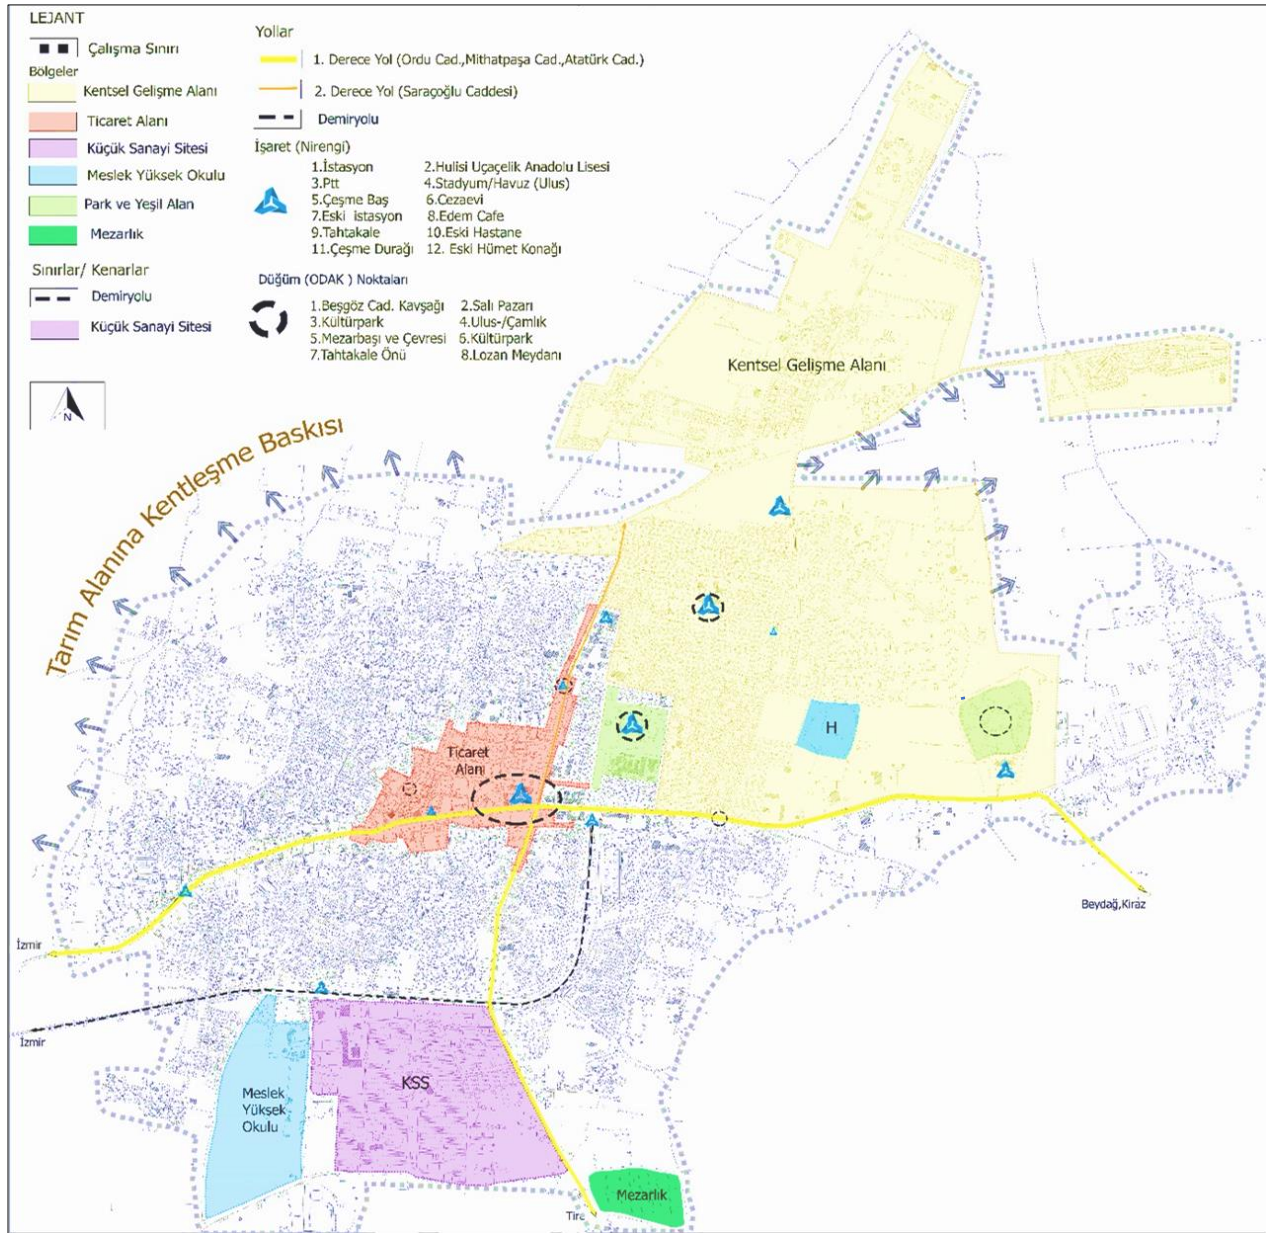 LEJANT
Çalışma Sınırı
Bölgeler
Kentsel Gelişme Alanı
Ticaret Alanı
Küçük Sanayi Sitesi
Meslek Yüksek Okulu
Park ve Yeşil Alan
Mezarlık
Sınırlar/ Kenarlar
Demiryolu
Küçük Sanayi Sitesi
N
Yollar
1. Derece Yol (Ordu Cad.,Mithatpaşa Cad.,Atatürk Cad.)
2. Derece Yol (Saraçoğlu Caddesi)
Demiryolu
İşaret (Nirengi)
1.İstasyon 2.Hulisi Uçaçelik Anadolu Lisesi
3.Ptt 4.Stadyum/Havuz (Ulus)
5.Çeşme Baş 6.Cezaevi
7.Eski istasyon 8.Edem Cafe
9.Tahtakale 10.Eski Hastane
11.Çeşme Durağı 12. Eski Hümet Konağı
Düğüm (ODAK ) Noktaları
1.Beşgöz Cad. Kavşağı 2.Salı Pazarı
3.Kültürpark 4.Ulus-/Çamlık
5.Mezarbaşı ve Çevresi 6.Kültürpark
7.Tahtakale Önü 8.Lozan Meydanı
Tarım Alanına Kentleşme Baskısı
Kentsel Gelişme Alanı
H
Ticaret
Alanı
Beydağ,Kiraz
İzmir
İzmir
KSS
Meslek
Yüksek
Okulu
Mezarlık
Tire